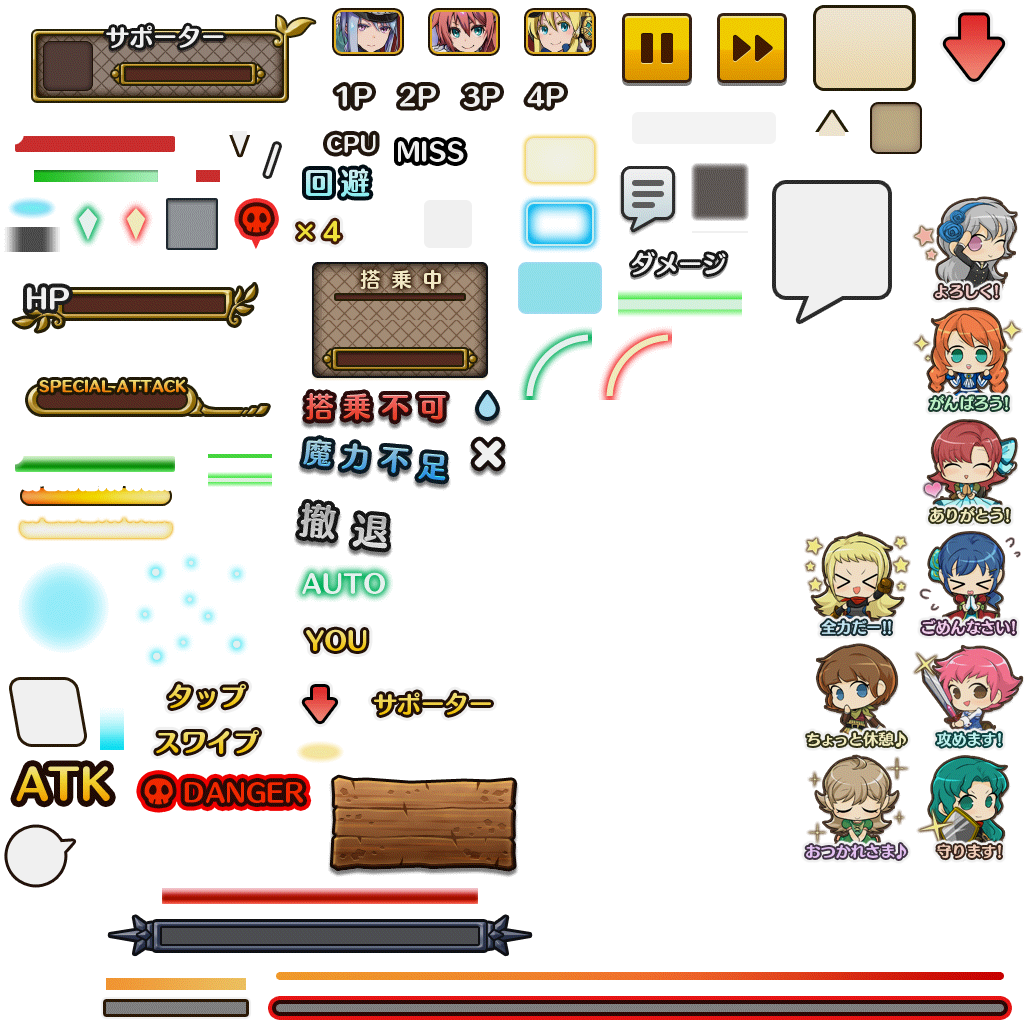 サポーター
1P 2P 3P 4P
CPU
MISS
回避
×4
ダメージ
HP
搭乗中
SPECIAL-ATTACK
搭乗不可
魔力不足
撤退
AUTO
YOU
タップ
サポーター
スワイプ
ATK
DANGER
よろしく!
がんばろう!
ありがとう!
全力だー!!
ごめんなさい!
ちょっと休憩♪
攻めます!
おつかれさま♪
守ります!